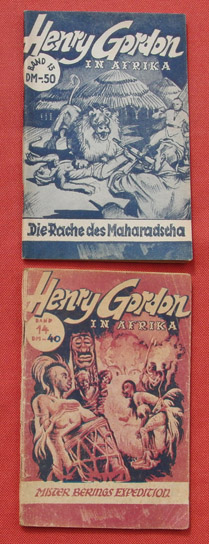 Henry Gordon
IN AFRIKA
BAND 15
DM-.50
Die Rache des Maharadscha
Henry Gordon
IN AFRIKA
BAND
14
DM-.40
MISTER BERINGS EXPEDITION